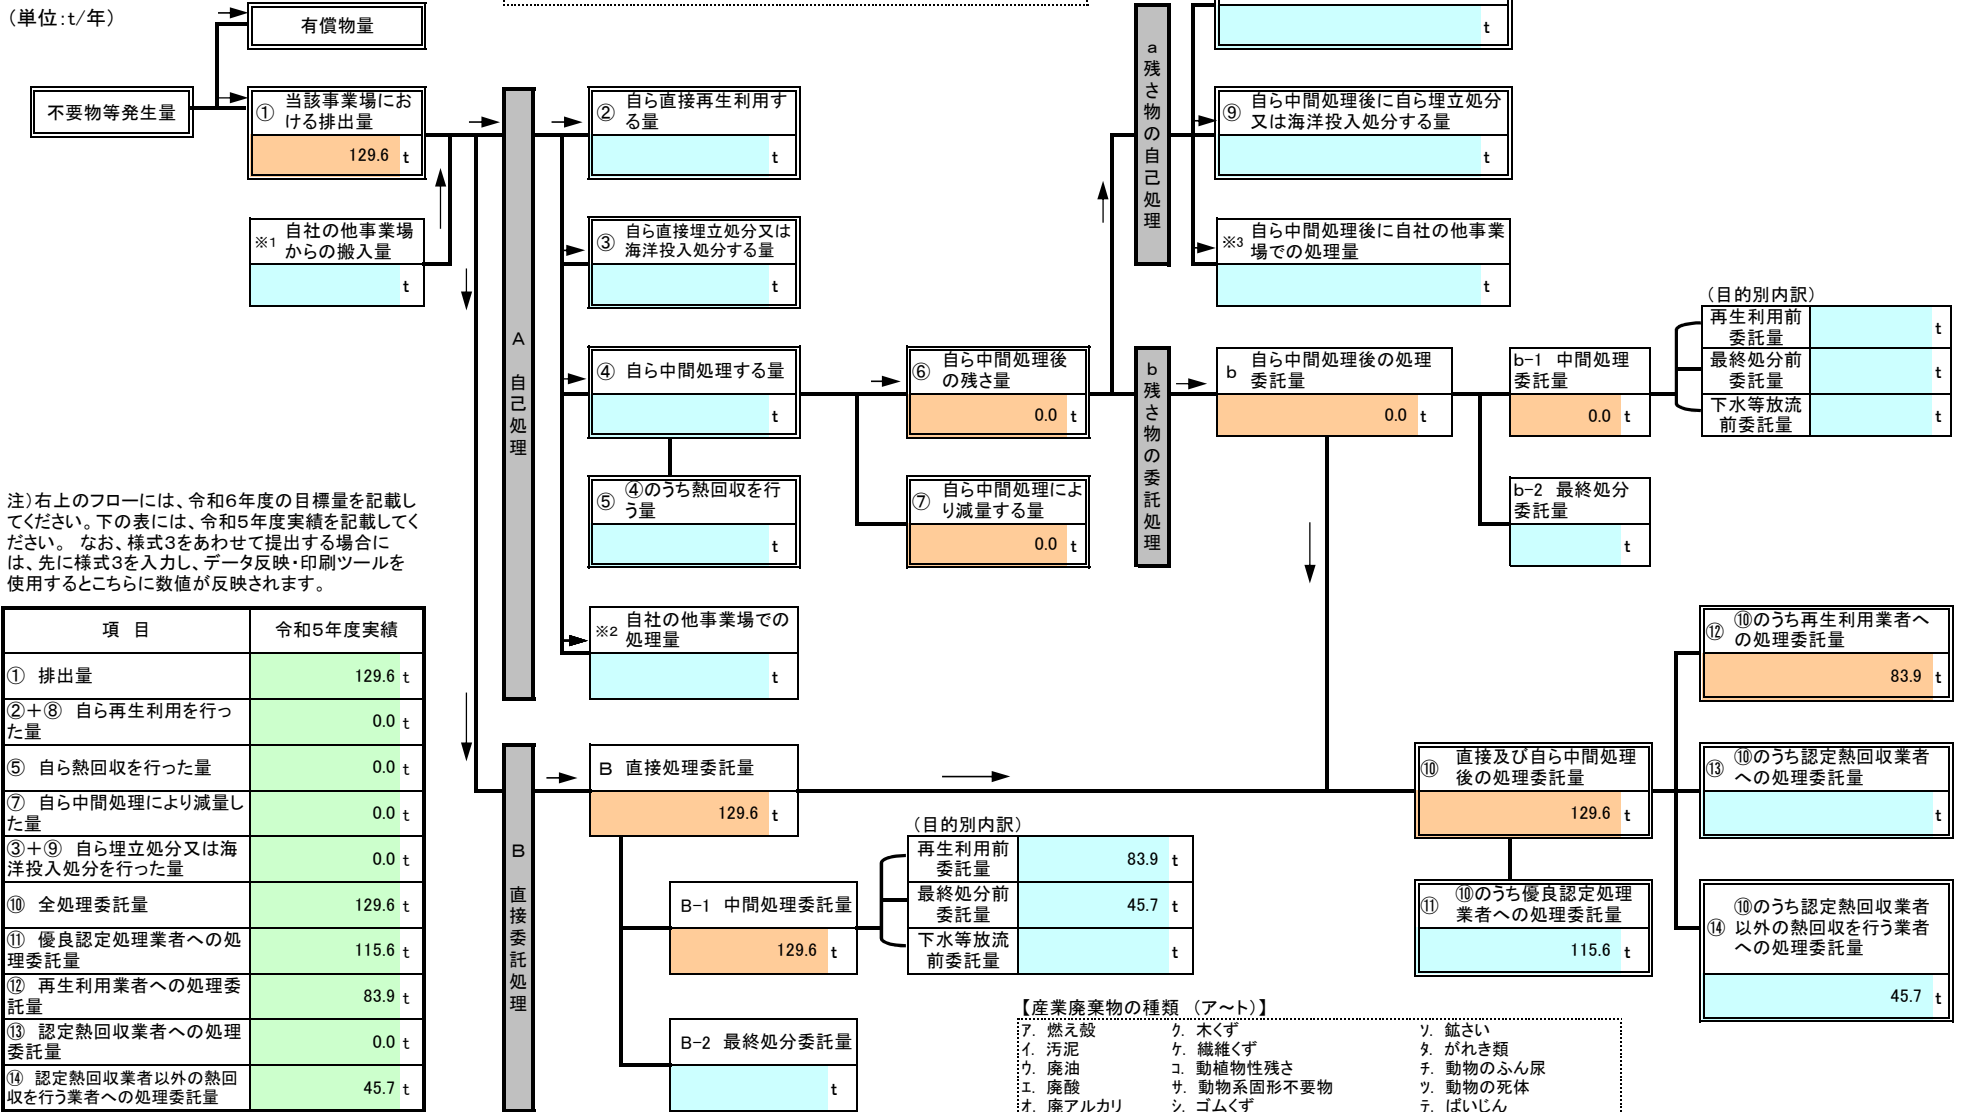 (単位:t/年)
有償物量
不要物等発生量
① 当該事業場にお
ける排出量
129.6 t
※1 自社の他事業場
からの搬入量
t
A 自己処理
② 自ら直接再生利用す
る量
t
③ 自ら直接埋立処分又は
海洋投入処分する量
t
④ 自ら中間処理する量
t
⑤ ④のうち熱回収を行
う量
t
※2 自社の他事業場での
処理量
t
⑥ 自ら中間処理後
の残さ量
0.0 t
⑦ 自ら中間処理によ
り減量する量
0.0 t
a 残さ物の自己処理
t
⑨ 自ら中間処理後に自ら埋立処分
又は海洋投入処分する量
t
※3 自ら中間処理後に自社の他事業
場での処理量
t
b 残さ物の委託処理
b 自ら中間処理後の処理
委託量
0.0 t
b-1 中間処理
委託量
0.0 t
(目的別内訳)
再生利用前
委託量
t
最終処分前
委託量
t
下水等放流
前委託量
t
b-2 最終処分
委託量
t
注)右上のフローには、令和6年度の目標量を記載し
てください。下の表には、令和5年度実績を記載してく
ださい。 なお、様式3をあわせて提出する場合に
は、先に様式3を入力し、データ反映・印刷ツールを
使用するとこちらに数値が反映されます。
項 目 令和5年度実績
① 排出量 129.6 t
②+⑧ 自ら再生利用を行っ
た量 0.0 t
⑤ 自ら熱回収を行った量 0.0 t
⑦ 自ら中間処理により減量し
た量 0.0 t
③+⑨ 自ら埋立処分又は海
洋投入処分を行った量 0.0 t
⑩ 全処理委託量 129.6 t
⑪ 優良認定処理業者への処
理委託量 115.6 t
⑫ 再生利用業者への処理委
託量 83.9 t
⑬ 認定熱回収業者への処理
委託量 0.0 t
⑭ 認定熱回収業者以外の熱回
収を行う業者への処理委託量 45.7 t
B 直接委託処理
B 直接処理委託量
129.6 t
B-1 中間処理委託量
129.6 t
(目的別内訳)
再生利用前
委託量
83.9 t
最終処分前
委託量
45.7 t
下水等放流
前委託量
t
B-2 最終処分委託量
t
⑩ 直接及び自ら中間処理
後の処理委託量
129.6 t
⑪ ⑩のうち優良認定処理
業者への処理委託量
115.6 t
⑫ ⑩のうち再生利用業者へ
の処理委託量
83.9 t
⑬ ⑩のうち認定熱回収業者
への処理委託量
t
⑭ ⑩のうち認定熱回収業者
以外の熱回収を行う業者
への処理委託量
45.7 t
【産業廃棄物の種類 (ア~ト)】
ア. 燃え殻 ク. 木くず ソ. 鉱さい
イ. 汚泥 ケ. 繊維くず タ. がれき類
ウ. 廃油 コ. 動植物性残さ チ. 動物のふん尿
エ. 廃酸 サ. 動物系固形不要物 ツ. 動物の死体
オ. 廃アルカリ シ. ゴムくず テ. ばいじん